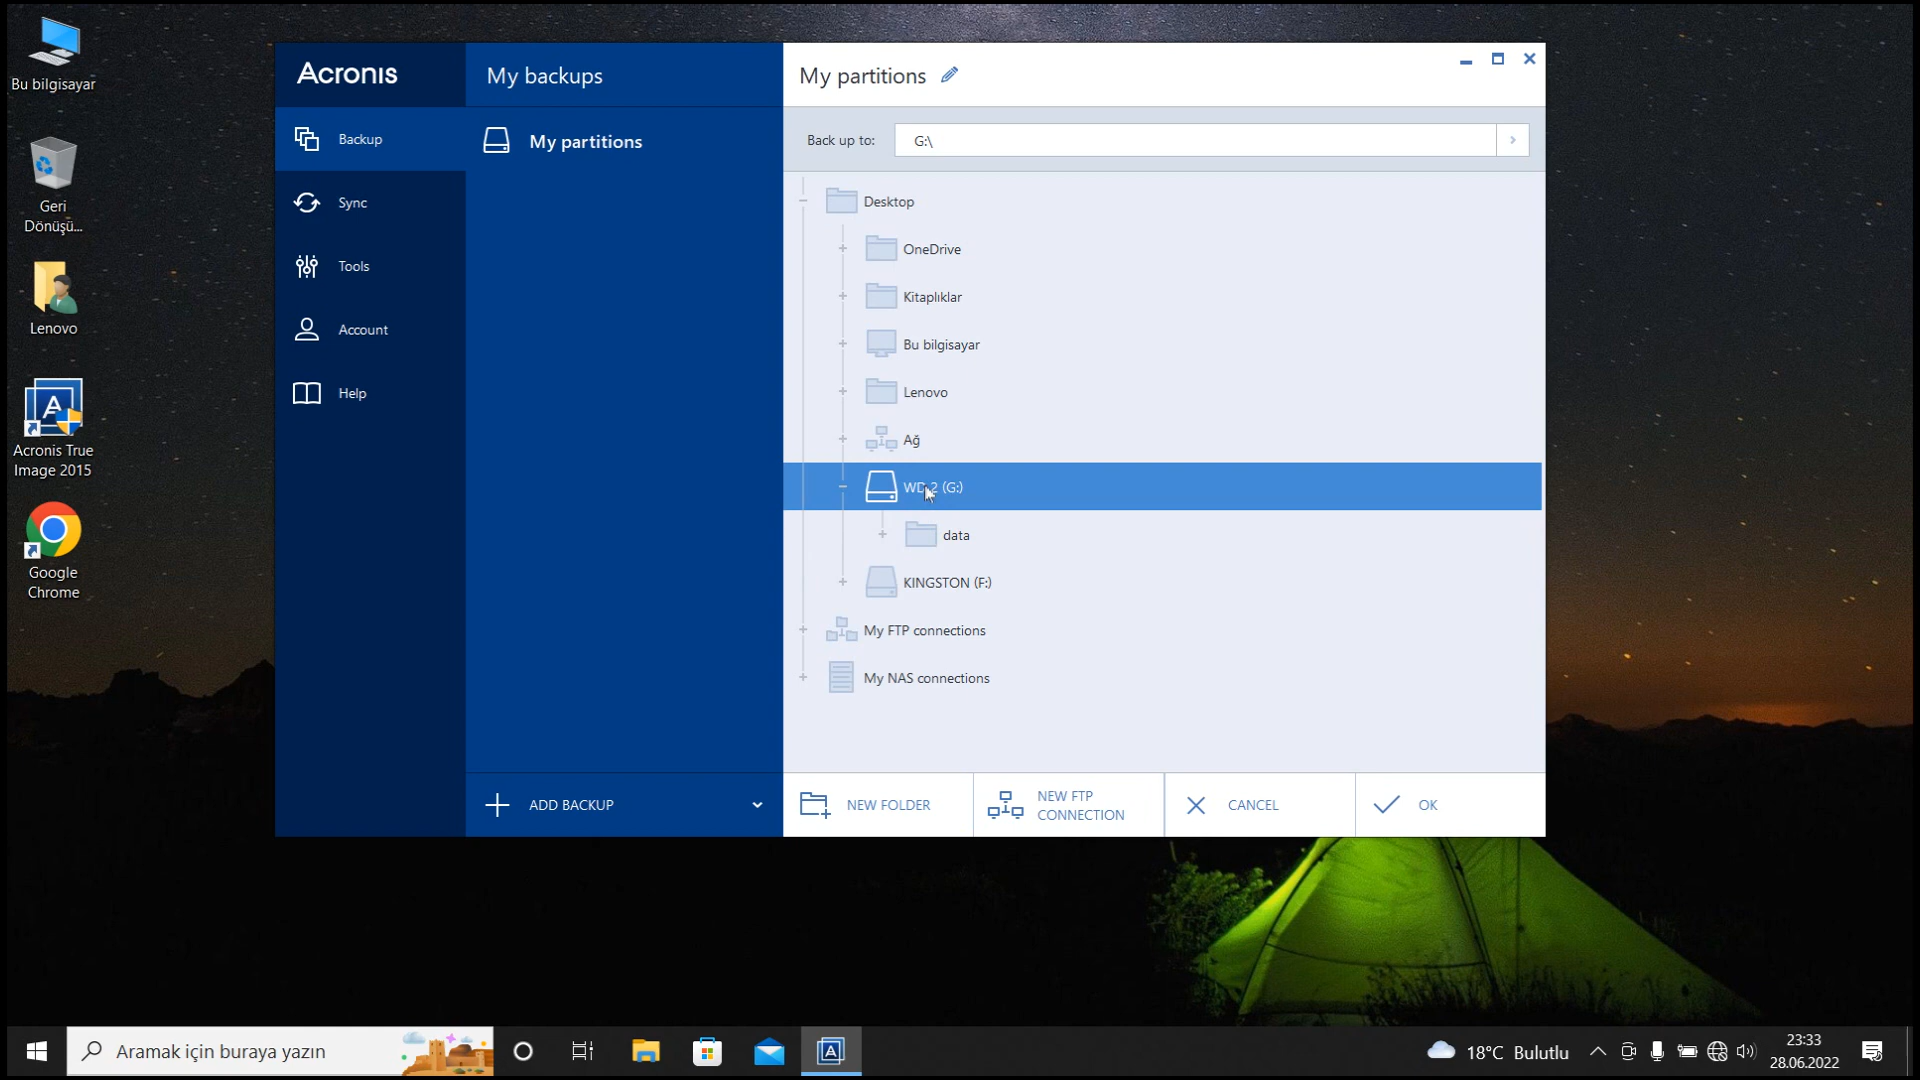 Bu bilgisayar
Geri
Dönüşü...
Lenovo
Acronis True
Image 2015
Google
Chrome
Acronis
Backup
Sync
Tools
Account
Help
My backups
My partitions
ADD BACKUP
My partitions
Back up to: G:\
Desktop
OneDrive
Kitaplıklar
Bu bilgisayar
Lenovo
Ağ
(G:)
data
KINGSTON (F:)
My FTP connections
My NAS connections
NEW FOLDER
NEW FTP
CONNECTION
CANCEL
OK
Aramak için buraya yazın
18°C Bulutlu
23:33
28.06.2022